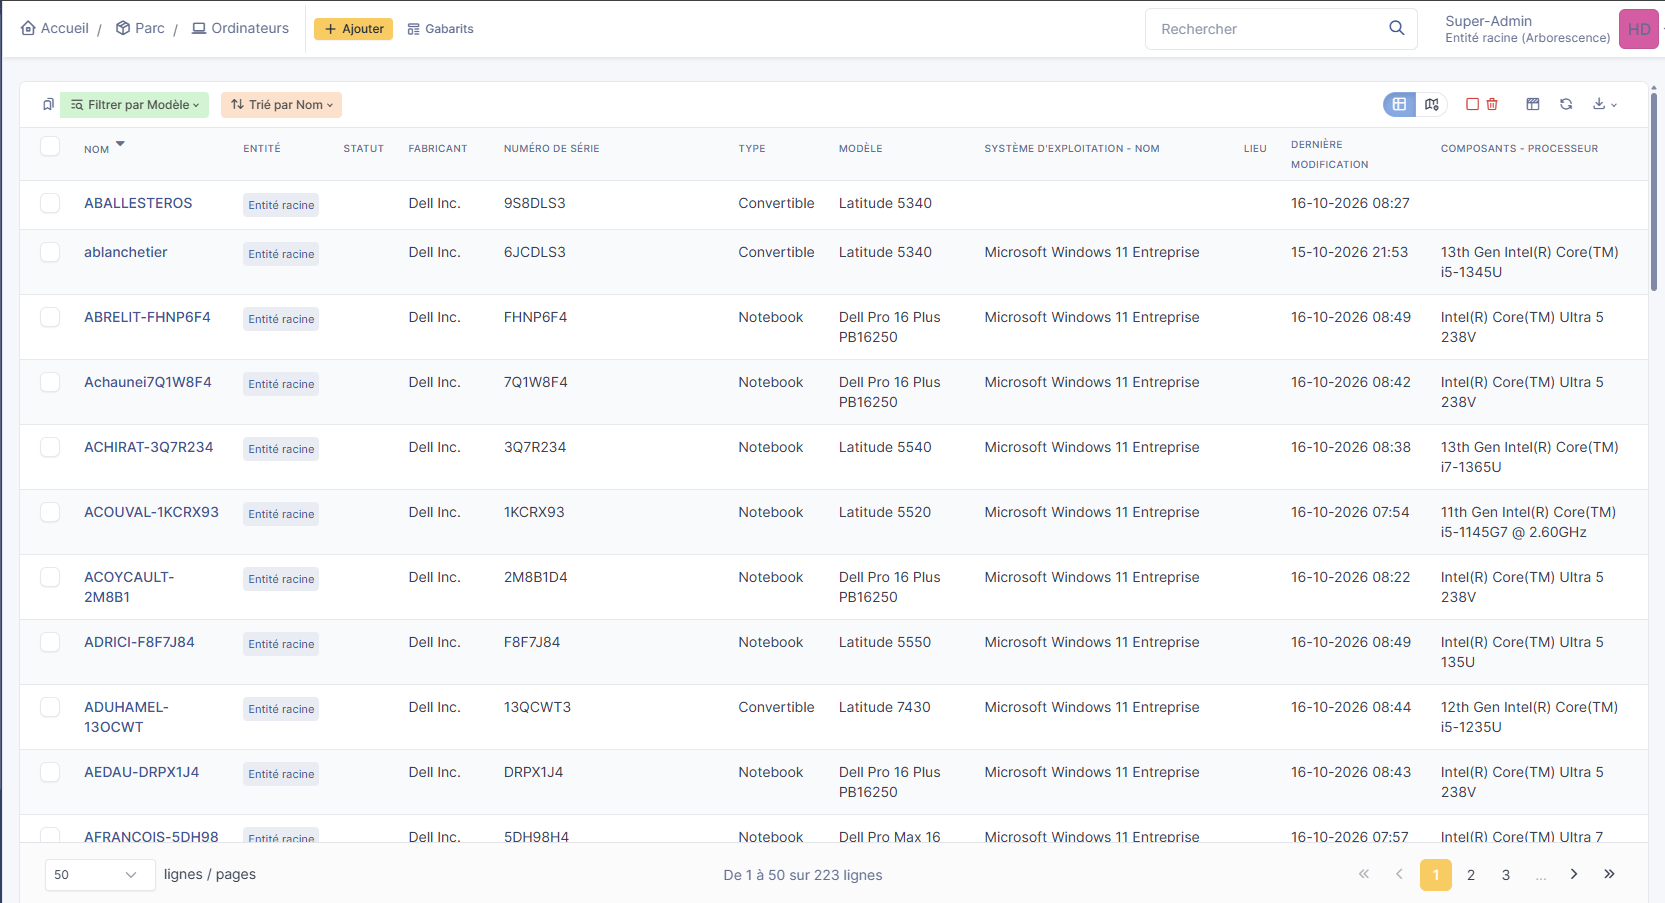 Accueil / Parc / Ordinateurs + Ajouter Gabarits Rechercher Super-Admin
Entité racine (Arborescence)
HD
Filtrer par Modèle Trié par Nom
NOM ENTITÉ STATUT FABRICANT NUMÉRO DE SÉRIE TYPE MODÈLE SYSTÈME D'EXPLOITATION - NOM LIEU DERNIÈRE MODIFICATION COMPOSANTS - PROCESSEUR
ABALLESTEROS Entité racine Dell Inc. 9S8DLS3 Convertible Latitude 5340 16-10-2026 08:27
ablanchetier Entité racine Dell Inc. 6JCDLS3 Convertible Latitude 5340 Microsoft Windows 11 Entreprise 15-10-2026 21:53 13th Gen Intel(R) Core(TM)
i5-1345U
ABRELIT-FHNP6F4 Entité racine Dell Inc. FHNP6F4 Notebook Dell Pro 16 Plus Microsoft Windows 11 Entreprise 16-10-2026 08:49 Intel(R) Core(TM) Ultra 5
PB16250 238V
Achaunei7Q1W8F4 Entité racine Dell Inc. 7Q1W8F4 Notebook Dell Pro 16 Plus Microsoft Windows 11 Entreprise 16-10-2026 08:42 Intel(R) Core(TM) Ultra 5
PB16250 238V
ACHIRAT-3Q7R234 Entité racine Dell Inc. 3Q7R234 Notebook Latitude 5540 Microsoft Windows 11 Entreprise 16-10-2026 08:38 13th Gen Intel(R) Core(TM)
i7-1365U
ACOUVAL-1KCRX93 Entité racine Dell Inc. 1KCRX93 Notebook Latitude 5520 Microsoft Windows 11 Entreprise 16-10-2026 07:54 11th Gen Intel(R) Core(TM)
i5-1145G7 @ 2.60GHz
ACOYCAULT- Entité racine Dell Inc. 2M8B1D4 Notebook Dell Pro 16 Plus Microsoft Windows 11 Entreprise 16-10-2026 08:22 Intel(R) Core(TM) Ultra 5
2M8B1 PB16250 238V
ADRICI-F8F7J84 Entité racine Dell Inc. F8F7J84 Notebook Latitude 5550 Microsoft Windows 11 Entreprise 16-10-2026 08:49 Intel(R) Core(TM) Ultra 5
135U
ADUHAMEL- Entité racine Dell Inc. 13QCWT3 Convertible Latitude 7430 Microsoft Windows 11 Entreprise 16-10-2026 08:44 12th Gen Intel(R) Core(TM)
13OCWT i5-1235U
AEDAU-DRPX1J4 Entité racine Dell Inc. DRPX1J4 Notebook Dell Pro 16 Plus Microsoft Windows 11 Entreprise 16-10-2026 08:43 Intel(R) Core(TM) Ultra 5
PB16250 238V
AFRANCOIS-5DH98 Entité racine Dell Inc. 5DH98H4 Notebook Dell Pro Max 16 Microsoft Windows 11 Entreprise 16-10-2026 07:57 Intel(R) Core(TM) Ultra 7
50 lignes / pages De 1 à 50 sur 223 lignes « ‹ 1 2 3 ... › »